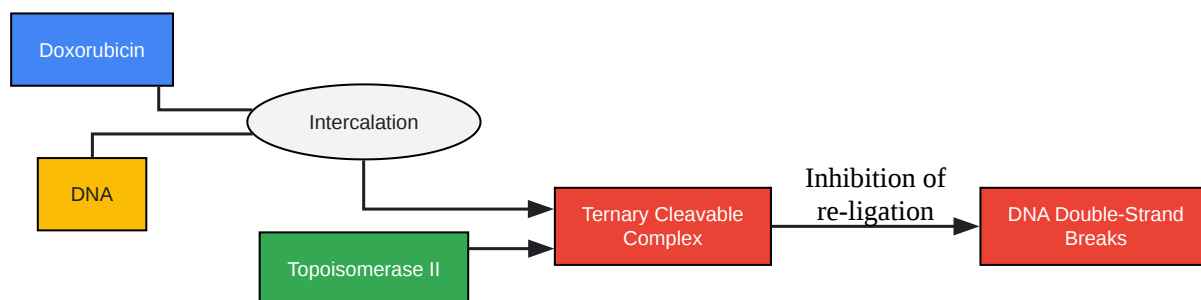 Doxorubicin
Intercalation
DNA
Inhibition of
re-ligation
Ternary Cleavable
Complex
DNA Double-Strand
Breaks
Topoisomerase II